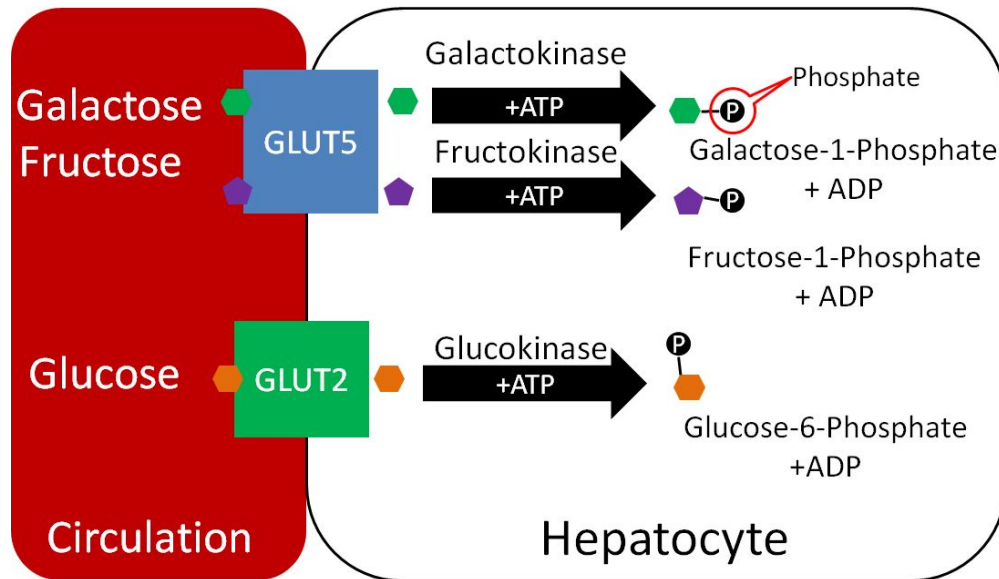 Galactose
Fructose
GLUT5
Galactokinase
+ATP
Fructokinase
+ATP
Phosphate
P
Galactose-1-Phosphate
+ ADP
P
Fructose-1-Phosphate
+ ADP
Glucose
GLUT2
Glucokinase
+ATP
P
Glucose-6-Phosphate
+ADP
Circulation
Hepatocyte